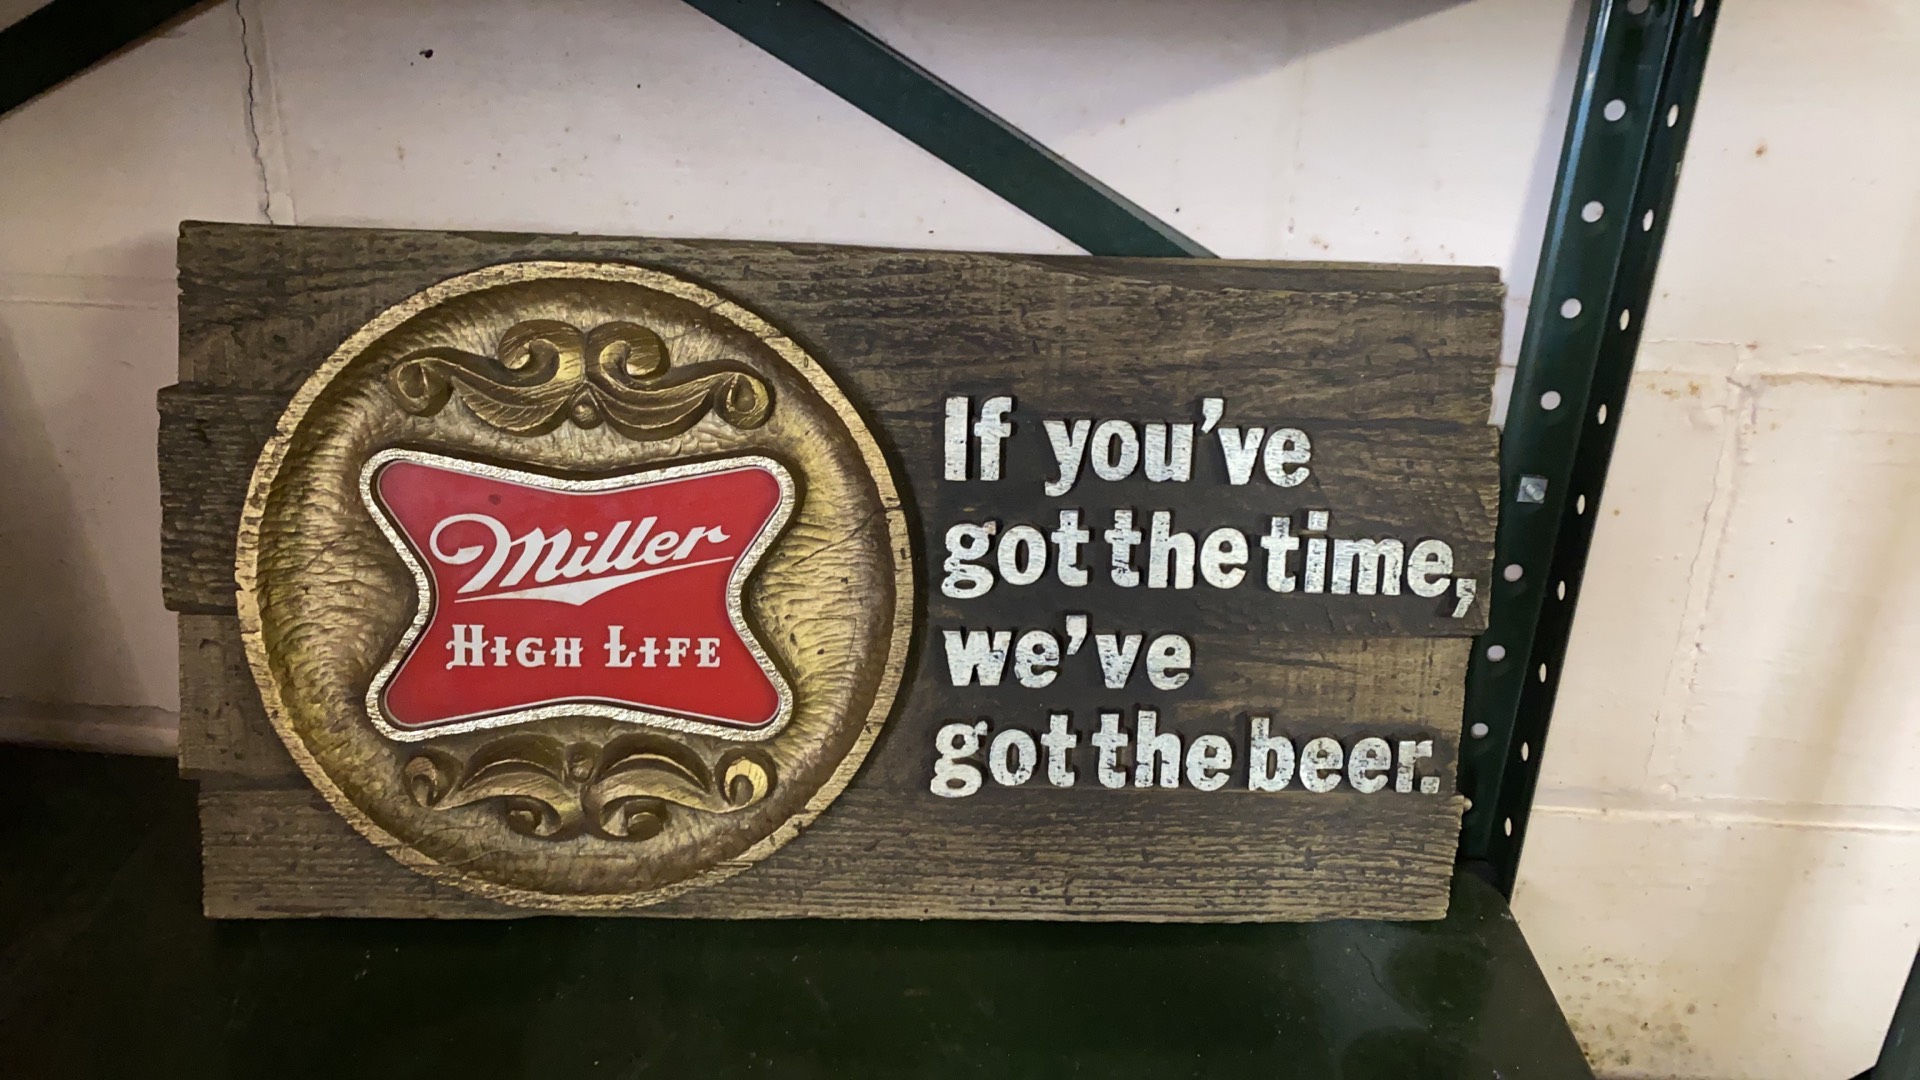 Miller
HIGH LIFE
If you've
got the time,
we've
got the beer.